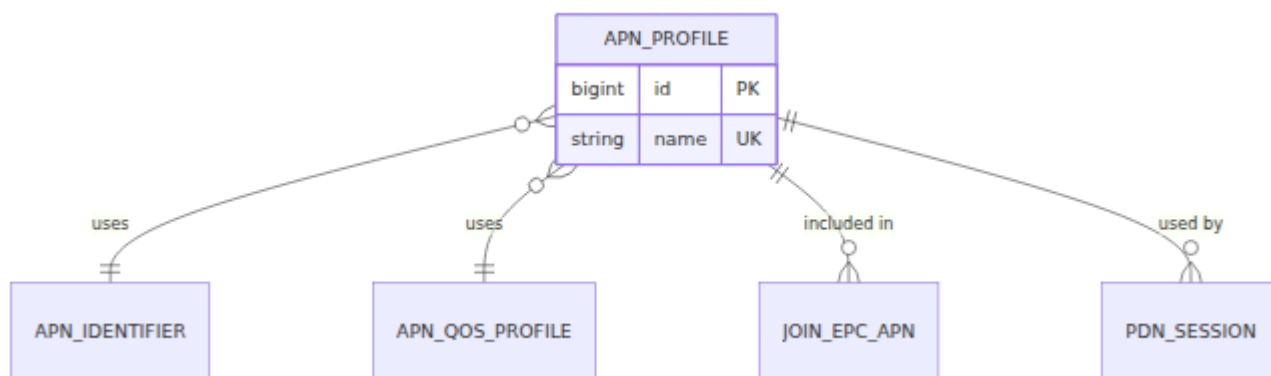 APN_PROFILE
bigint id PK
string name UK
uses
uses
included in
used by
APN_IDENTIFIER
APN_QOS_PROFILE
JOIN_EPC_APN
PDN_SESSION